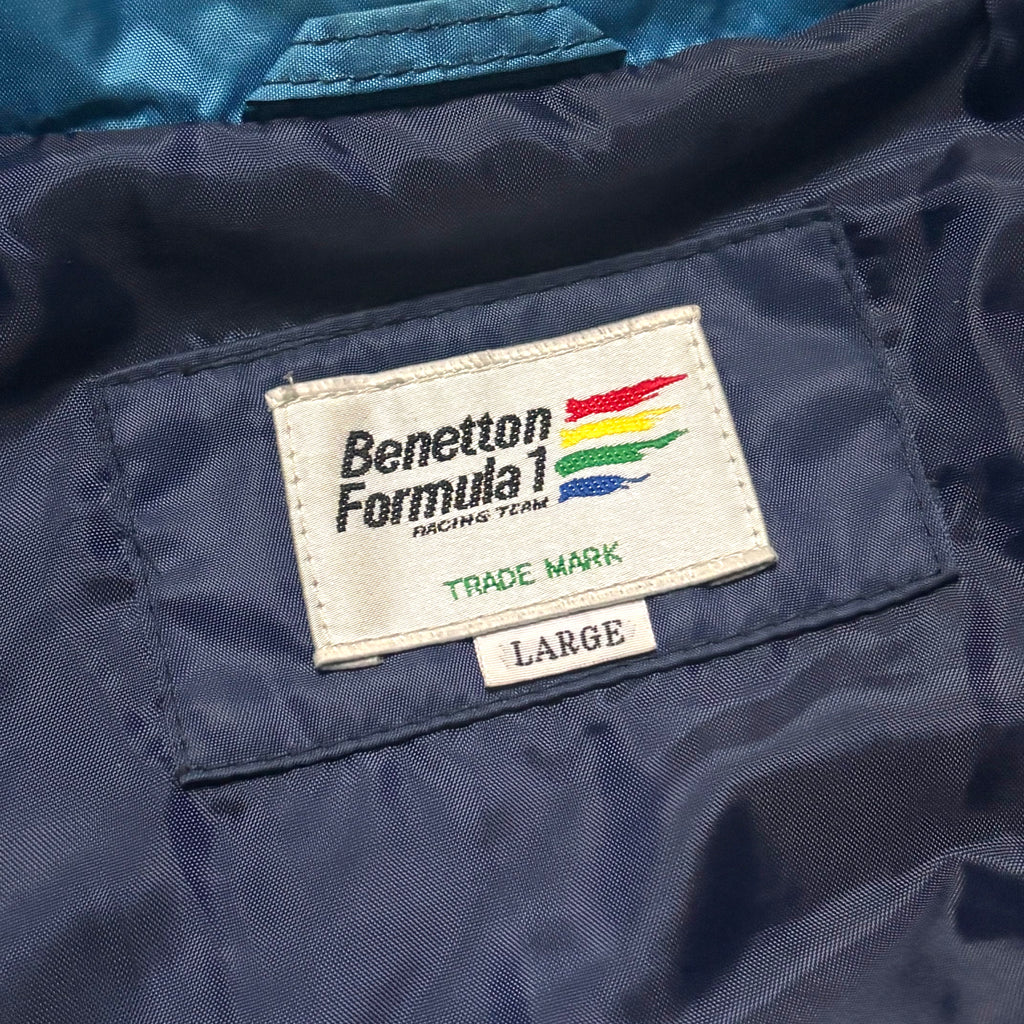 Benetton
Formula 1
RACING TEAM
TRADE MARK
LARGE